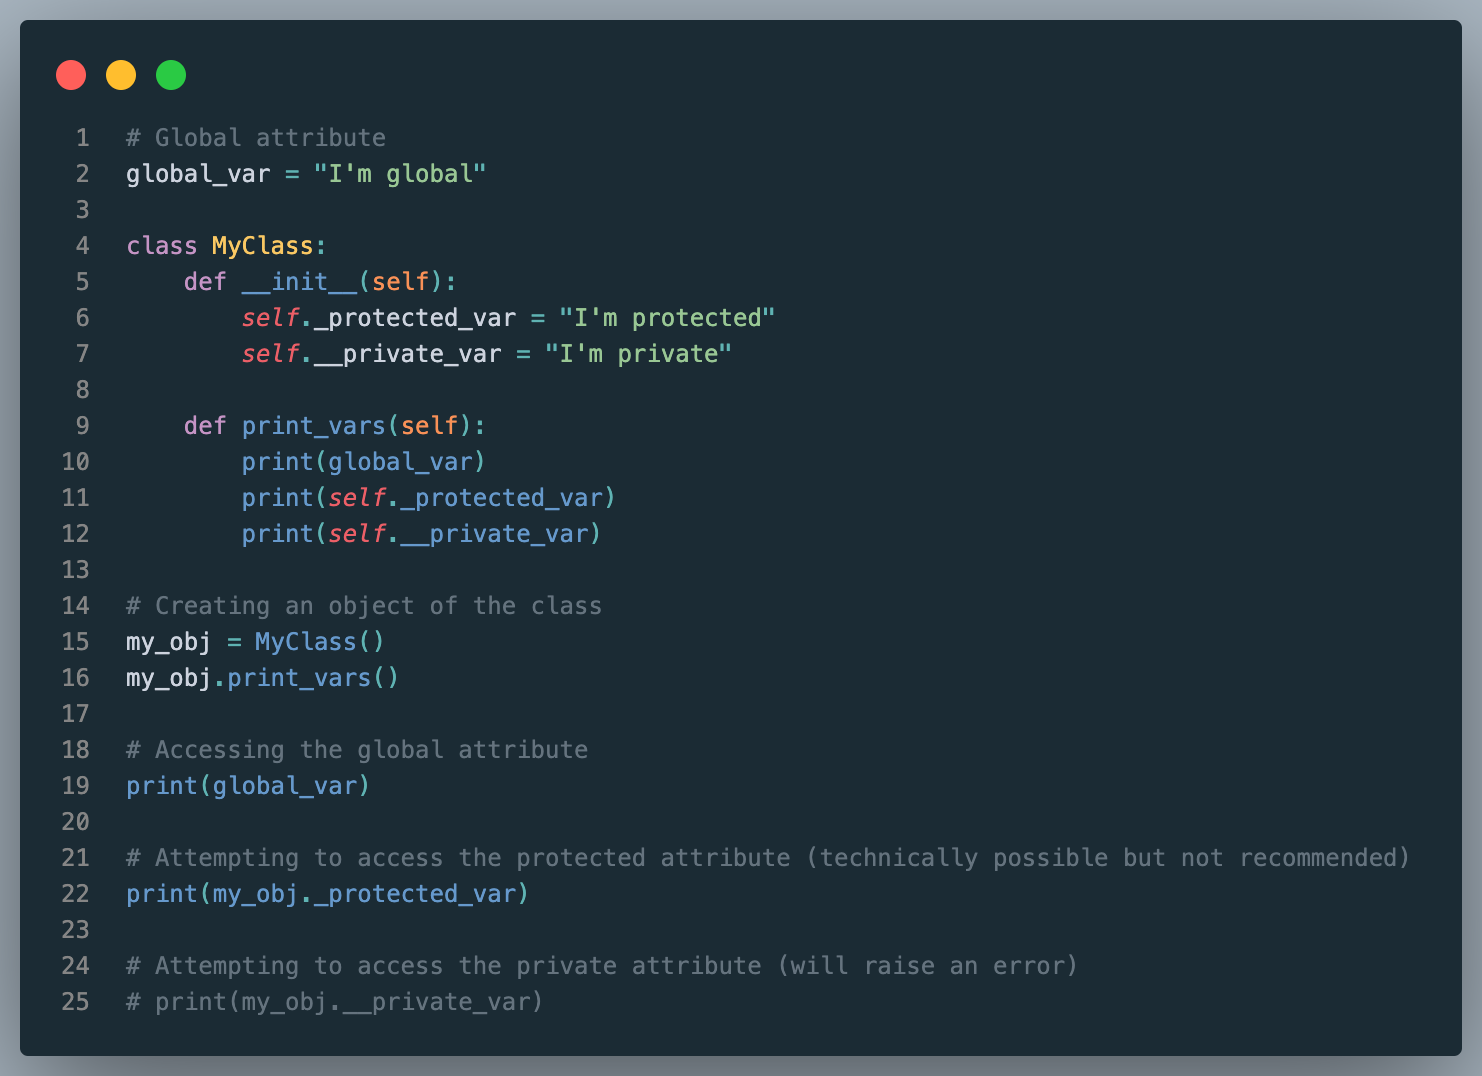 1 # Global attribute
2 global_var = "I'm global"
3
4 class MyClass:
5     def __init__(self):
6         self._protected_var = "I'm protected"
7         self.__private_var = "I'm private"
8
9     def print_vars(self):
10         print(global_var)
11         print(self._protected_var)
12         print(self.__private_var)
13
14 # Creating an object of the class
15 my_obj = MyClass()
16 my_obj.print_vars()
17
18 # Accessing the global attribute
19 print(global_var)
20
21 # Attempting to access the protected attribute (technically possible but not recommended)
22 print(my_obj._protected_var)
23
24 # Attempting to access the private attribute (will raise an error)
25 # print(my_obj.__private_var)